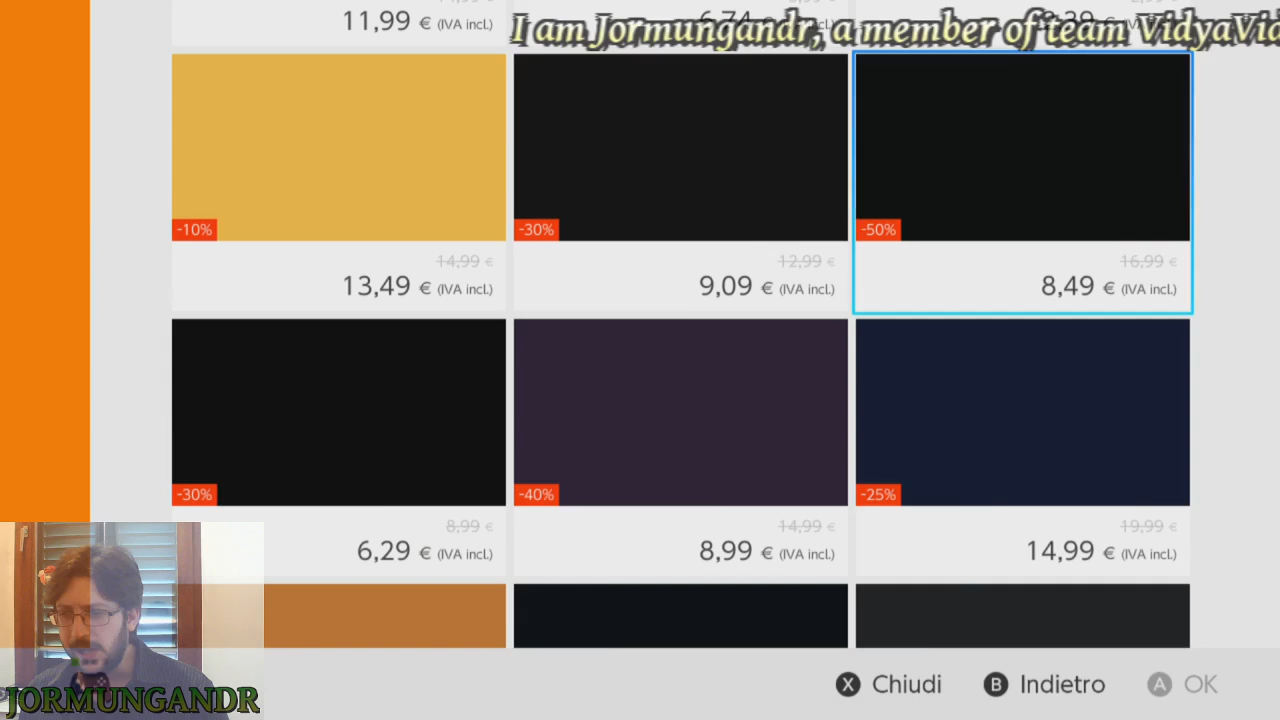 11,99 € (IVA incl.)
I am Jormungandr, a member of team VidyaVid
-10%
14,99 €
13,49 € (IVA incl.)
-30%
12,99 €
9,09 € (IVA incl.)
-50%
16,99 €
8,49 € (IVA incl.)
-30%
8,99 €
6,29 € (IVA incl.)
-40%
14,99 €
8,99 € (IVA incl.)
-25%
19,99 €
14,99 € (IVA incl.)
X Chiudi
B Indietro
A OK
JORMUNGANDR